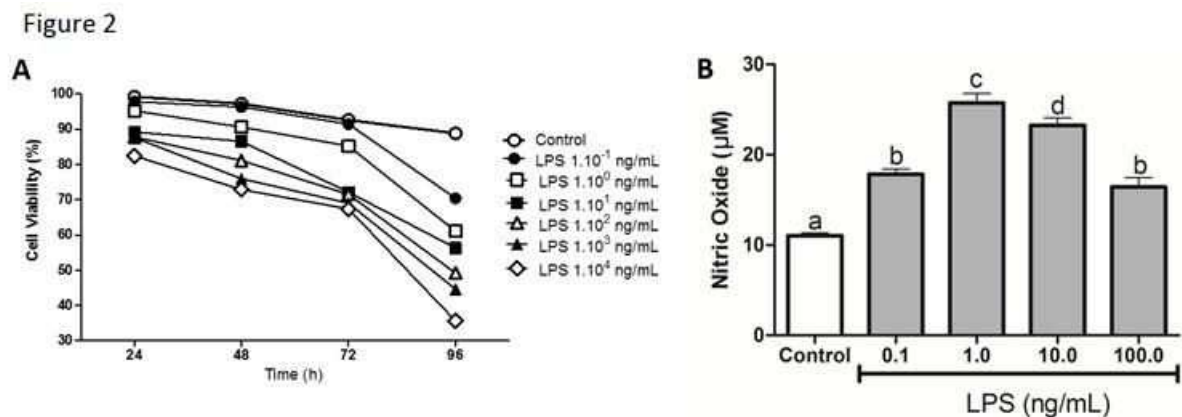 Figure 2
A
100
90
80
70
60
50
40
30
Cell Viability (%)
24 48 72 96
Time (h)
Control
LPS 1.10⁻¹ ng/mL
LPS 1.10⁰ ng/mL
LPS 1.10¹ ng/mL
LPS 1.10² ng/mL
LPS 1.10³ ng/mL
LPS 1.10⁴ ng/mL
B
30
20
10
0
Nitric Oxide (µM)
a b c d b
Control 0.1 1.0 10.0 100.0
LPS (ng/mL)